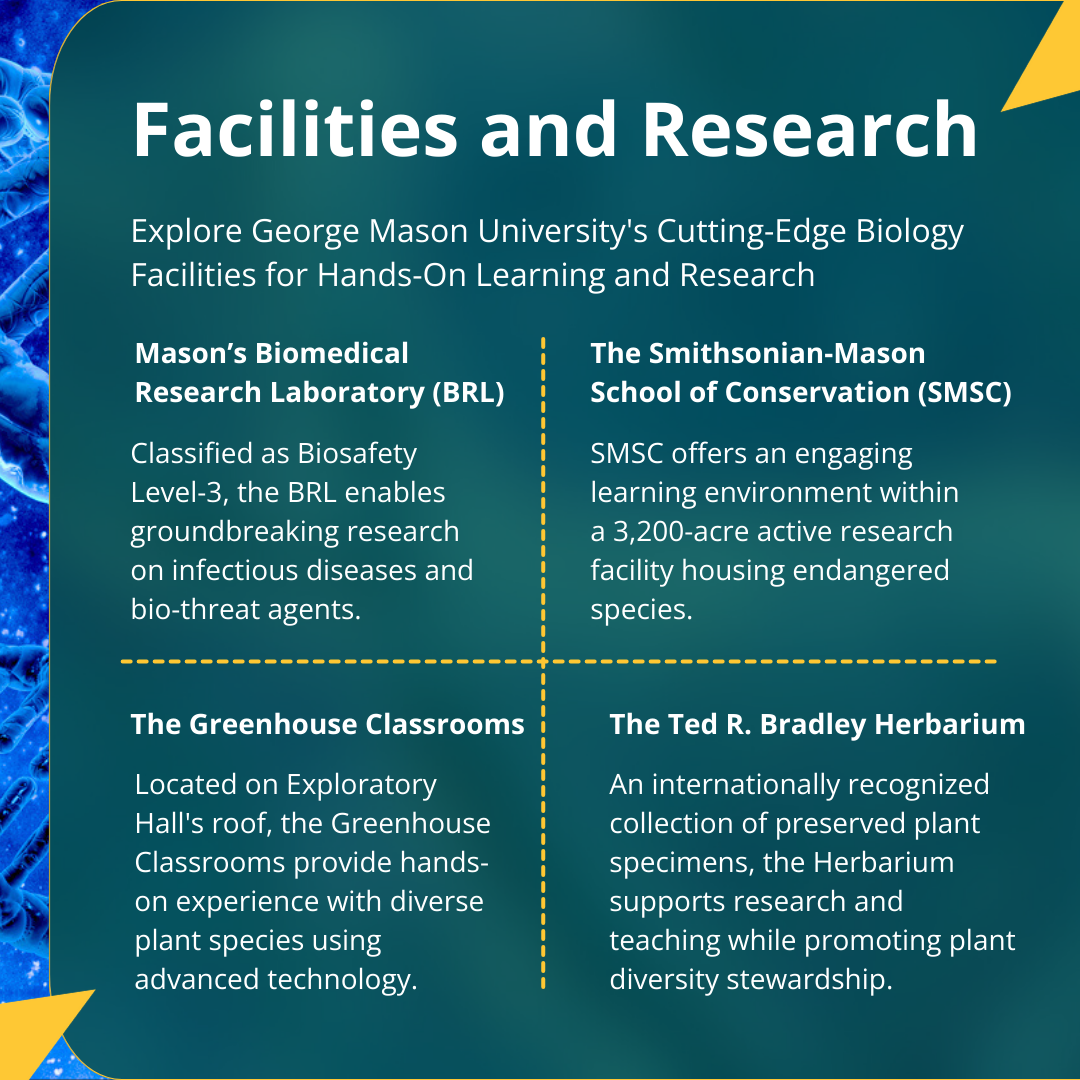 Facilities and Research
Explore George Mason University's Cutting-Edge Biology
Facilities for Hands-On Learning and Research
Mason’s Biomedical
Research Laboratory (BRL)
Classified as Biosafety
Level-3, the BRL enables
groundbreaking research
on infectious diseases and
bio-threat agents.
The Smithsonian-Mason
School of Conservation (SMSC)
SMSC offers an engaging
learning environment within
a 3,200-acre active research
facility housing endangered
species.
The Greenhouse Classrooms
Located on Exploratory
Hall's roof, the Greenhouse
Classrooms provide hands-
on experience with diverse
plant species using
advanced technology.
The Ted R. Bradley Herbarium
An internationally recognized
collection of preserved plant
specimens, the Herbarium
supports research and
teaching while promoting plant
diversity stewardship.